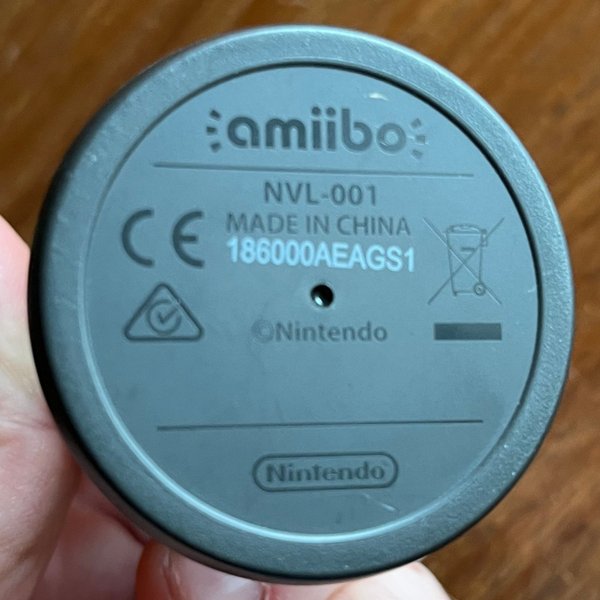 amiibo
NVL-001
CE MADE IN CHINA
186000AEAGS1
©Nintendo
Nintendo